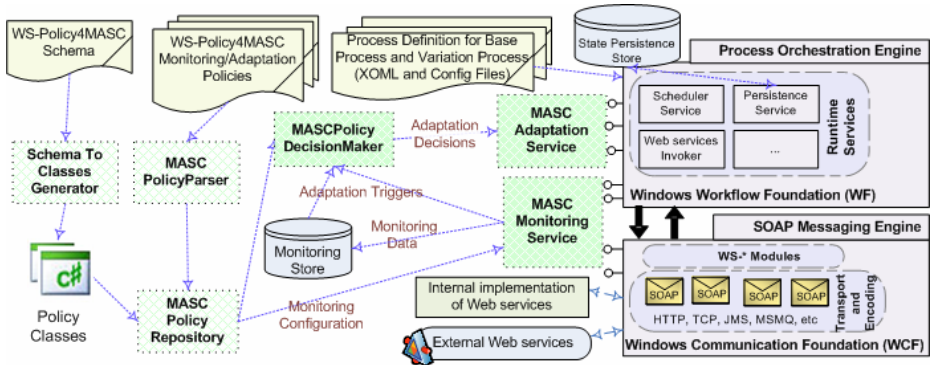 WS-Policy4MASC
Schema
WS-Policy4MASC
Monitoring/Adaptation
Policies
Process Definition for Base
Process and Variation Process
(XOML and Config Files)
State Persistence
Store
Process Orchestration Engine
Scheduler
Service
Persistence
Service
Web services
Invoker
...
Runtime
Services
Windows Workflow Foundation (WF)
MASCPolicy
DecisionMaker
Adaptation
Decisions
MASC
Adaptation
Service
Schema To
Classes
Generator
MASC
PolicyParser
Adaptation Triggers
MASC
Monitoring
Service
Monitoring
Data
Monitoring
Store
SOAP Messaging Engine
WS-* Modules
SOAP
SOAP
SOAP
SOAP
HTTP, TCP, JMS, MSMQ, etc
Transport
and
Encoding
Windows Communication Foundation (WCF)
C#
Policy
Classes
MASC
Policy
Repository
Monitoring
Configuration
Internal implementation
of Web services
External Web services